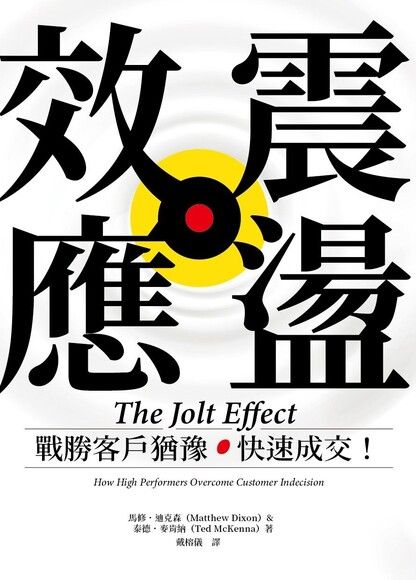 震盪
效應
The Jolt Effect
戰勝客戶猶豫●快速成交！
How High Performers Overcome Customer Indecision
馬修・迪克森（Matthew Dixon）&
泰德・麥肯納（Ted McKenna）著
戴榕儀　譯